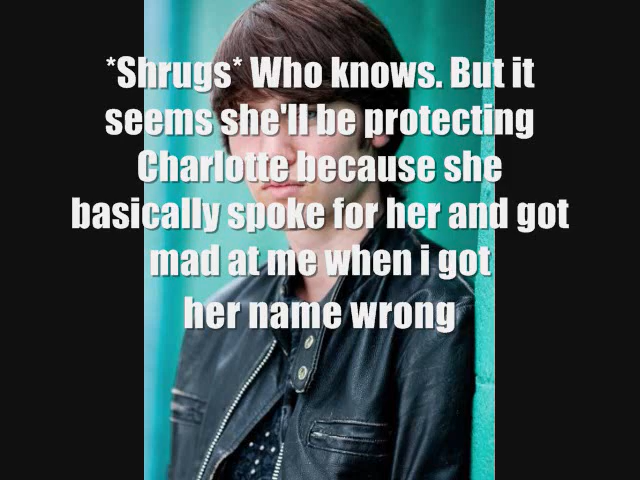 *Shrugs* Who knows. But it
seems she'll be protecting
Charlotte because she
basically spoke for her and got
mad at me when i got
her name wrong